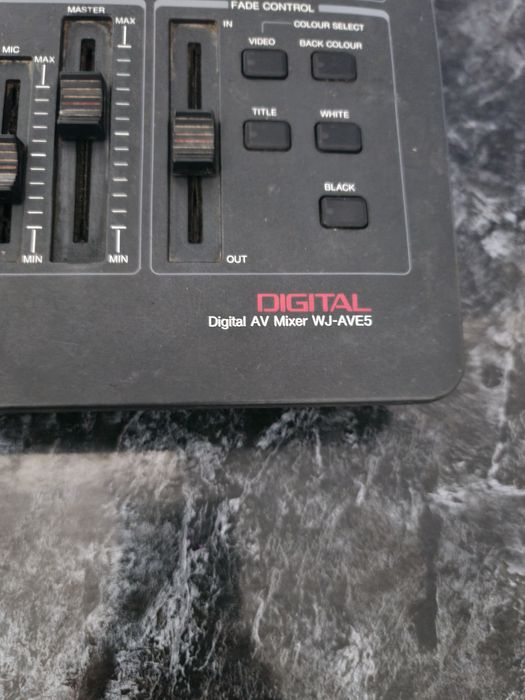 FADE CONTROL
MASTER
MAX
IN
COLOUR SELECT
VIDEO
BACK COLOUR
MIC
MAX
TITLE
WHITE
BLACK
MIN
MIN
OUT
DIGITAL
Digital AV Mixer WJ-AVE5